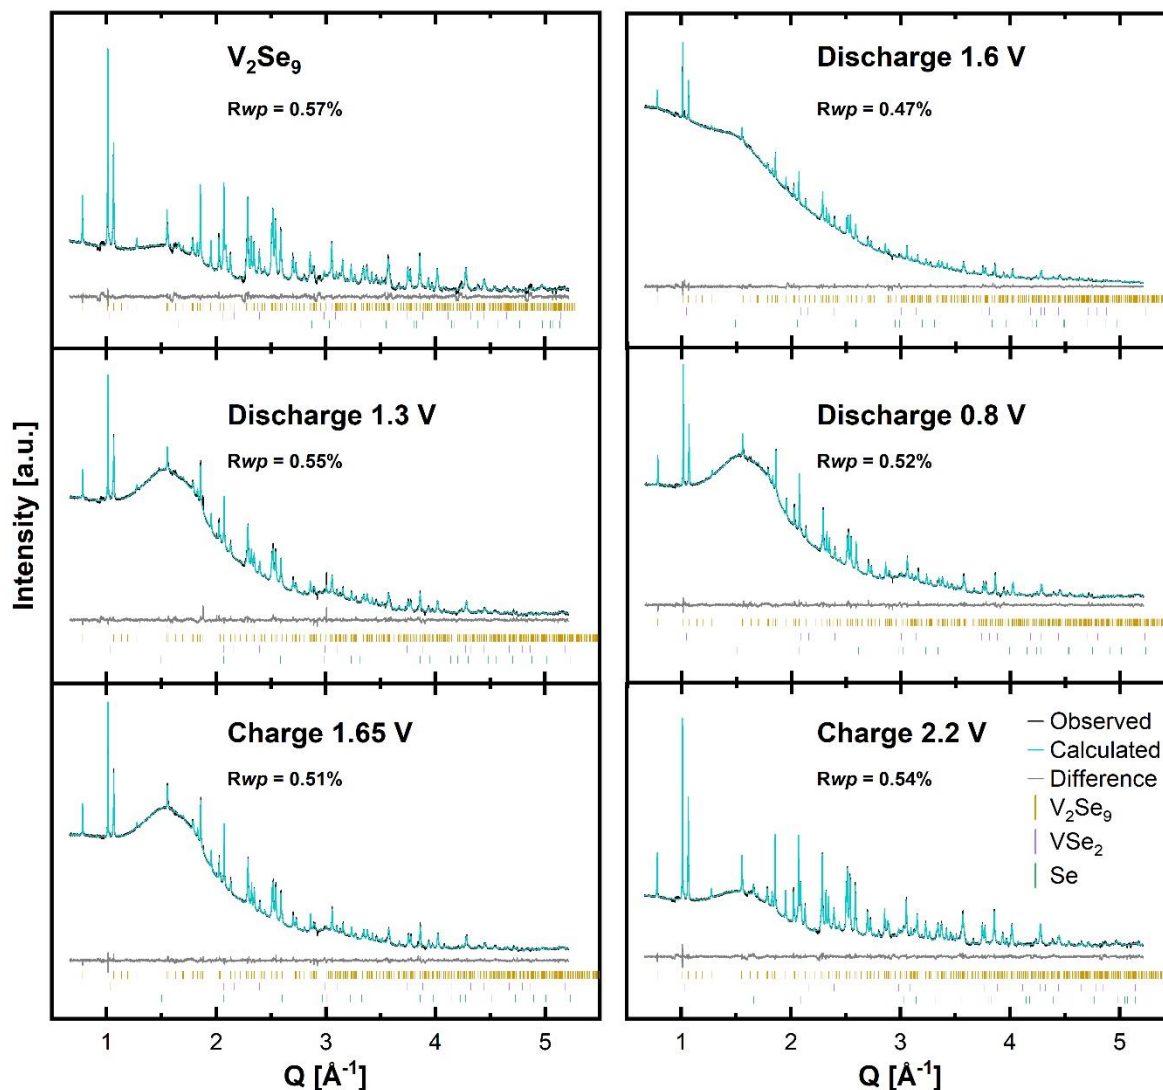 V₂Se₉
Rwp = 0.57%
Discharge 1.6 V
Rwp = 0.47%
Discharge 1.3 V
Rwp = 0.55%
Discharge 0.8 V
Rwp = 0.52%
Charge 1.65 V
Rwp = 0.51%
Charge 2.2 V
Rwp = 0.54%
Observed
Calculated
Difference
V₂Se₉
VSe₂
Se
Intensity [a.u.]
1 2 3 4 5
1 2 3 4 5
Q [Å⁻¹]
Q [Å⁻¹]